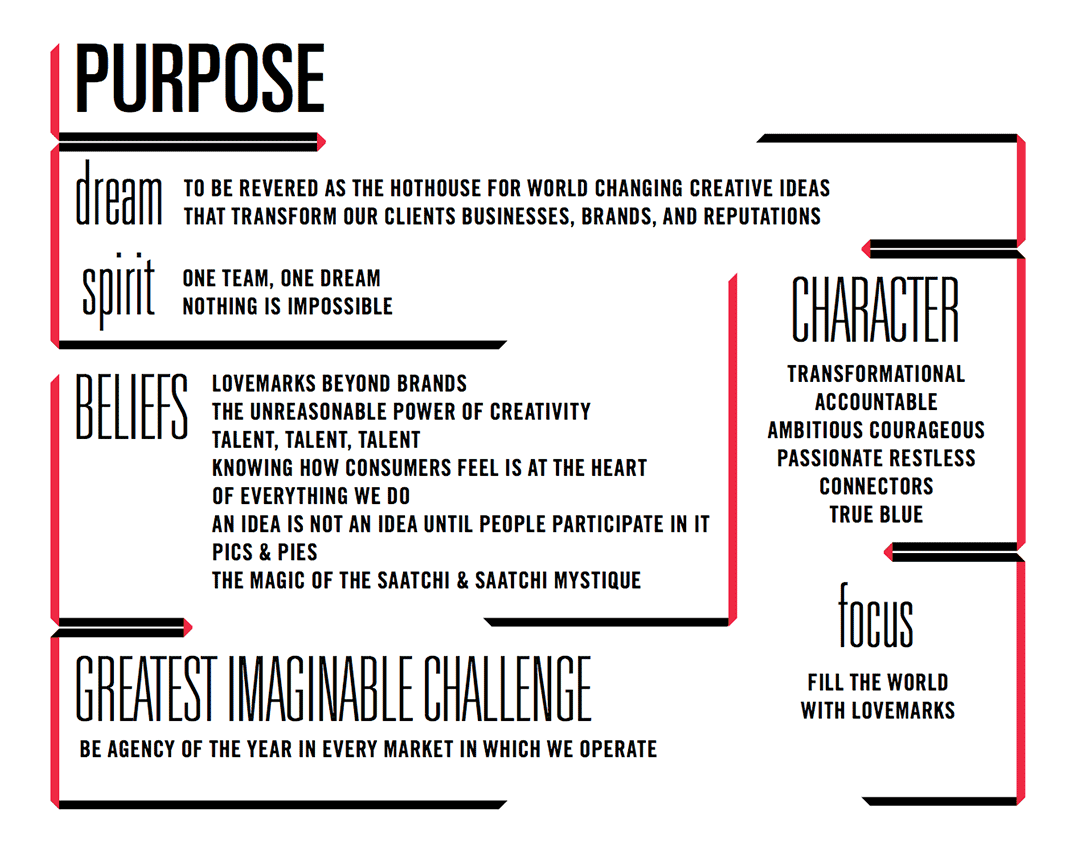 PURPOSE
dream
TO BE REVERED AS THE HOTHOUSE FOR WORLD CHANGING CREATIVE IDEAS
THAT TRANSFORM OUR CLIENTS BUSINESSES, BRANDS, AND REPUTATIONS
spirit
ONE TEAM, ONE DREAM
NOTHING IS IMPOSSIBLE
BELIEFS
LOVEMARKS BEYOND BRANDS
THE UNREASONABLE POWER OF CREATIVITY
TALENT, TALENT, TALENT
KNOWING HOW CONSUMERS FEEL IS AT THE HEART
OF EVERYTHING WE DO
AN IDEA IS NOT AN IDEA UNTIL PEOPLE PARTICIPATE IN IT
PICS & PIES
THE MAGIC OF THE SAATCHI & SAATCHI MYSTIQUE
GREATEST IMAGINABLE CHALLENGE
BE AGENCY OF THE YEAR IN EVERY MARKET IN WHICH WE OPERATE
CHARACTER
TRANSFORMATIONAL
ACCOUNTABLE
AMBITIOUS COURAGEOUS
PASSIONATE RESTLESS
CONNECTORS
TRUE BLUE
focus
FILL THE WORLD
WITH LOVEMARKS